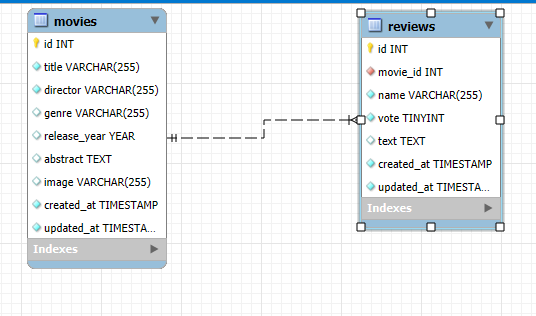 movies
id INT
title VARCHAR(255)
director VARCHAR(255)
genre VARCHAR(255)
release_year YEAR
abstract TEXT
image VARCHAR(255)
created_at TIMESTAMP
updated_at TIMESTA...
Indexes
reviews
id INT
movie_id INT
name VARCHAR(255)
vote TINYINT
text TEXT
created_at TIMESTAMP
updated_at TIMESTA...
Indexes